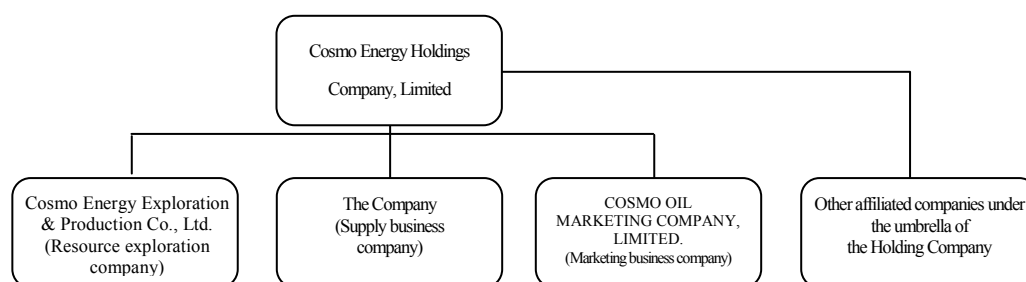 Cosmo Energy Holdings
Company, Limited
Cosmo Energy Exploration
& Production Co., Ltd.
(Resource exploration
company)
The Company
(Supply business
company)
COSMO OIL
MARKETING COMPANY,
LIMITED.
(Marketing business company)
Other affiliated companies under
the umbrella of
the Holding Company